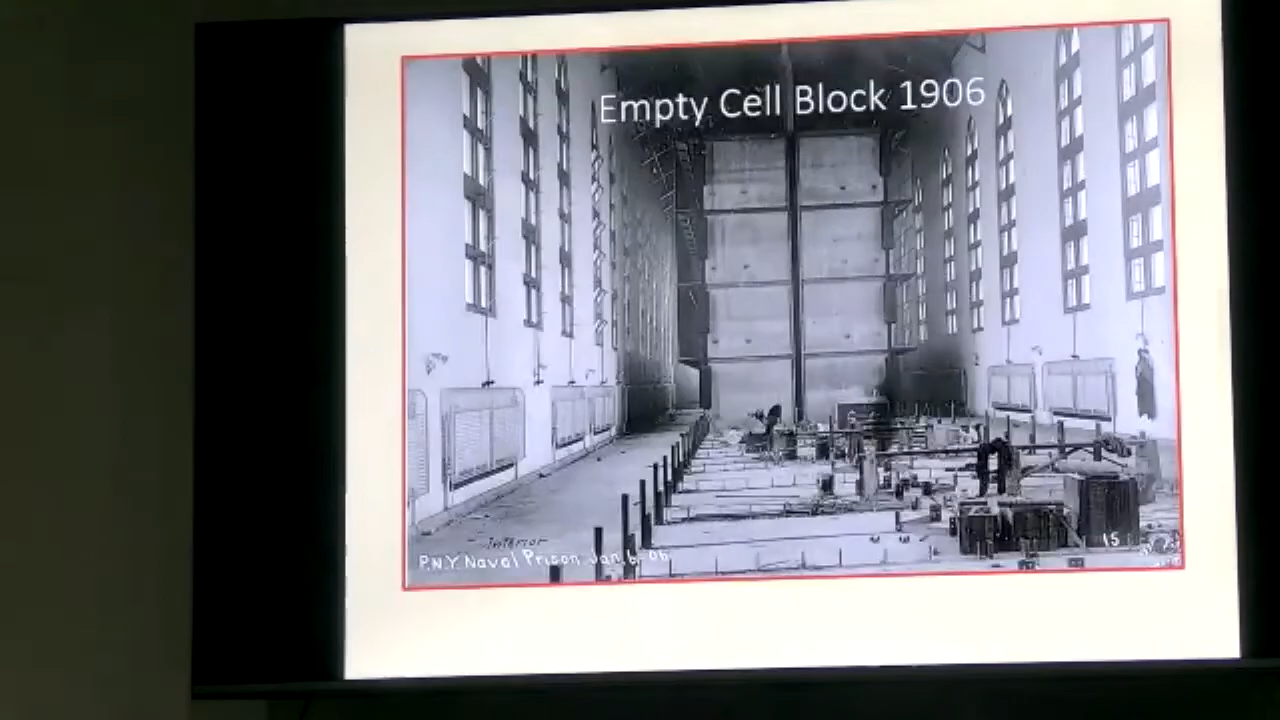 Empty Cell Block 1906
Interior
P.N.Y. Naval Prison Jan. 6-06.
15